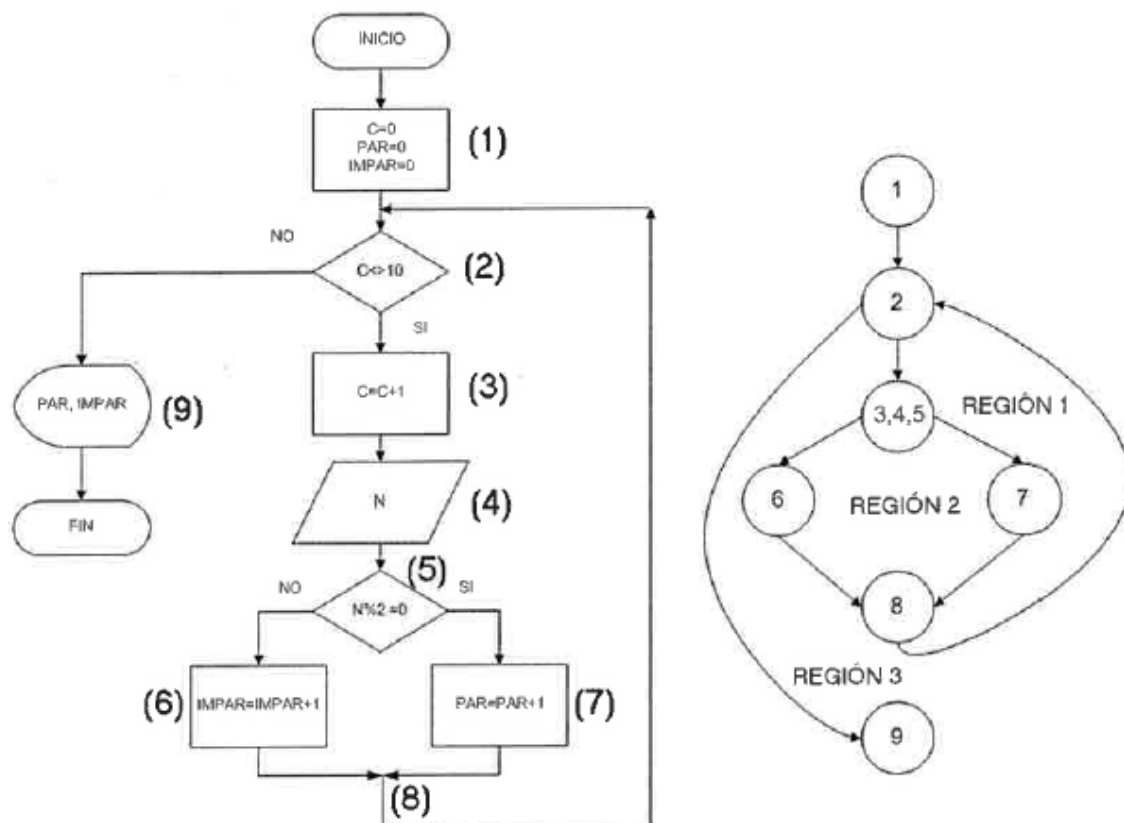 INICIO
C=0
PAR=0
IMPAR=0
(1)
NO
C<>10
(2)
SI
C=C+1
(3)
PAR, IMPAR
(9)
N
(4)
FIN
(5)
NO
N%2=0
SI
(6)
IMPAR=IMPAR+1
PAR=PAR+1
(7)
(8)
1
2
3,4,5
REGIÓN 1
6
REGIÓN 2
7
8
REGIÓN 3
9